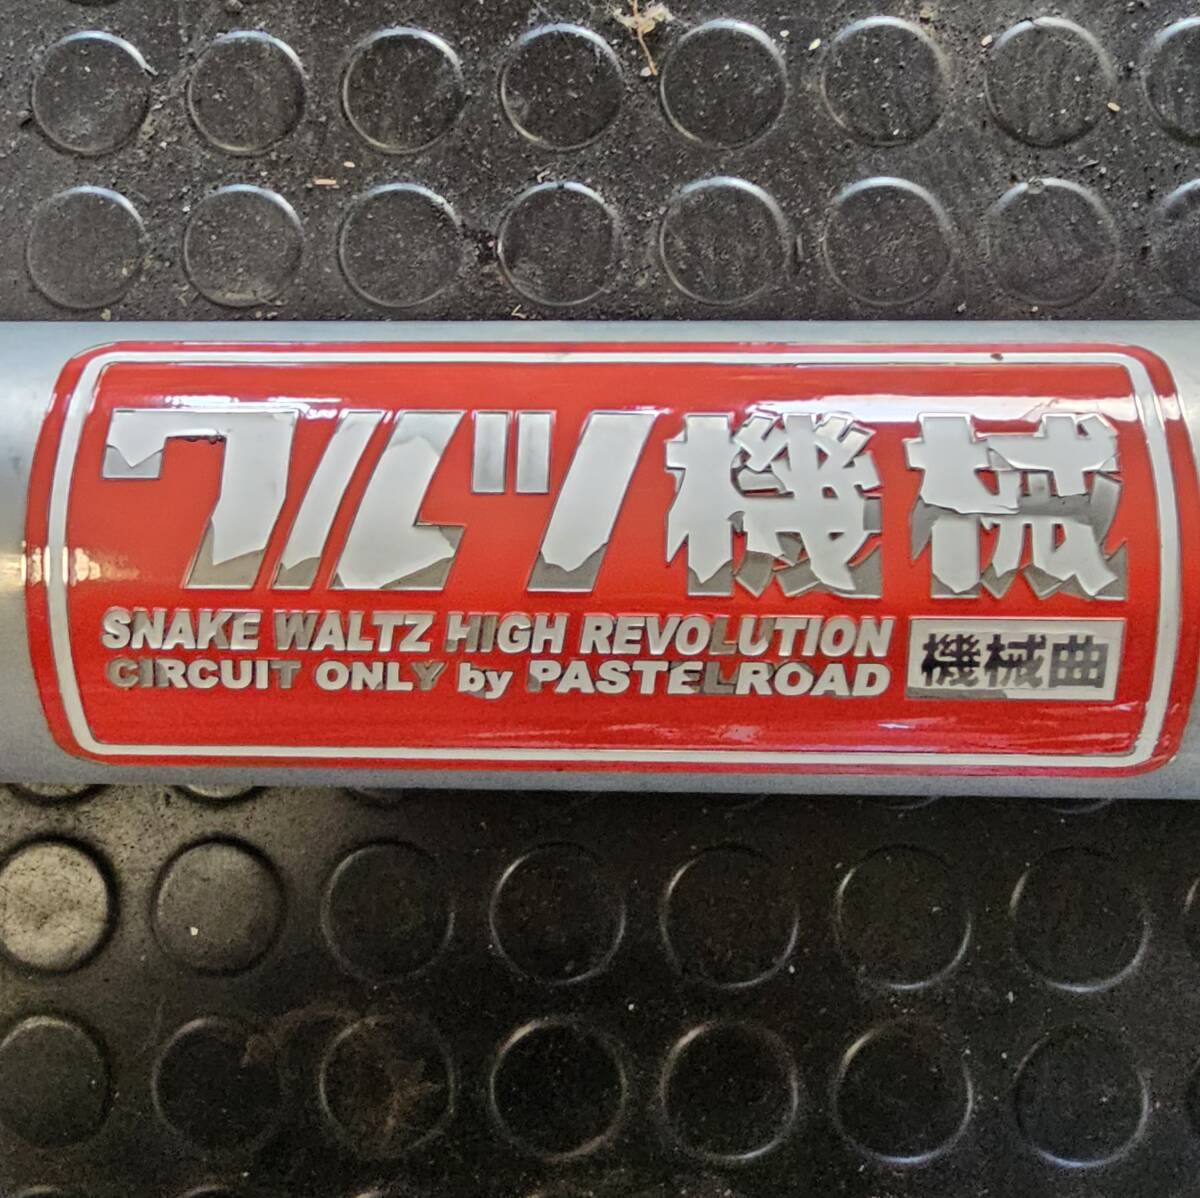 ワルツ機械
SNAKE WALTZ HIGH REVOLUTION
CIRCUIT ONLY by PASTELROAD
機械曲